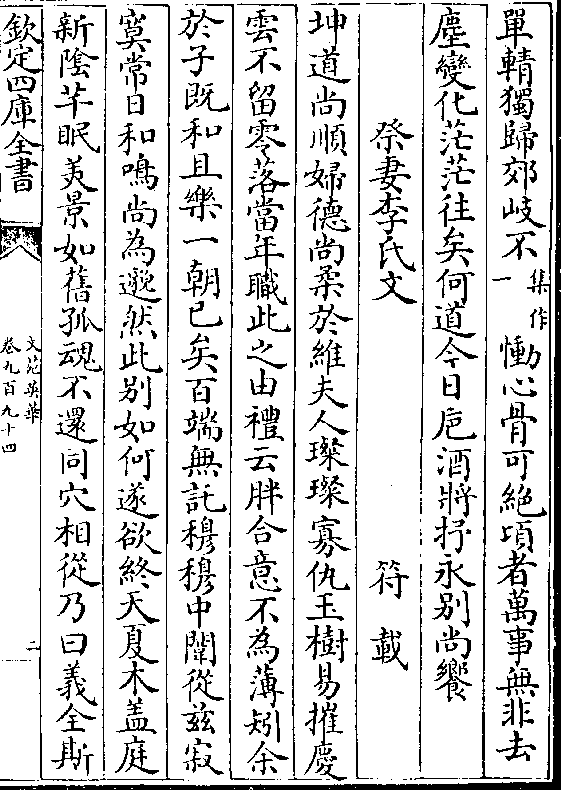 單輤獨歸郊岐不集作一慟心骨可絶項者萬事無非去
塵變化茫茫往矣何道今日巵酒將抒永别尚饗
祭妻李氏文 符載
坤道尚順婦德尚柔於維夫人璨璨寡仇玉樹易摧慶
雲不留零落當年職此之由禮云胖合意不為薄矧余
於子既和且樂一朝已矣百端無託穆穆中闈從兹寂
寞常日和鳴尚為邈然此别如何遂欲終天夏木盖庭
新陰芊眠美景如舊孤魂不還同穴相從乃曰義全斯
欽定四庫全書
文苑英華
卷九百九十四
二